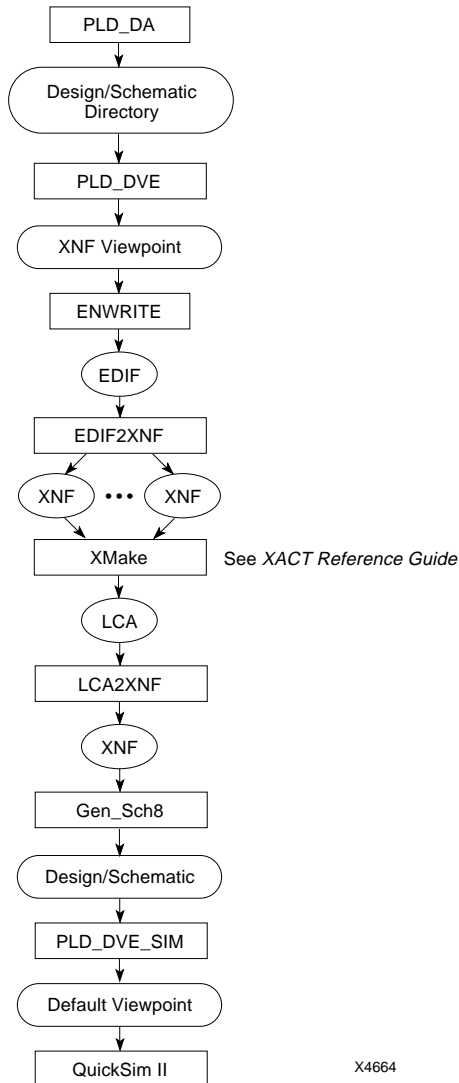 PLD_DA
Design/Schematic
Directory
PLD_DVE
XNF Viewpoint
ENWRITE
EDIF
EDIF2XNF
XNF ••• XNF
XMake See XACT Reference Guide
LCA
LCA2XNF
XNF
Gen_Sch8
Design/Schematic
PLD_DVE_SIM
Default Viewpoint
QuickSim II X4664